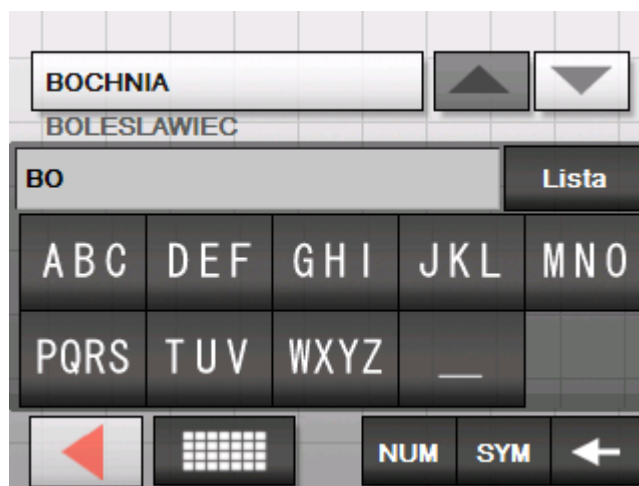 BOCHNIA
BOLESLAWIEC
BO Lista
ABC DEF GHI JKL MNO
PQRS TUV WXYZ _
NUM SYM